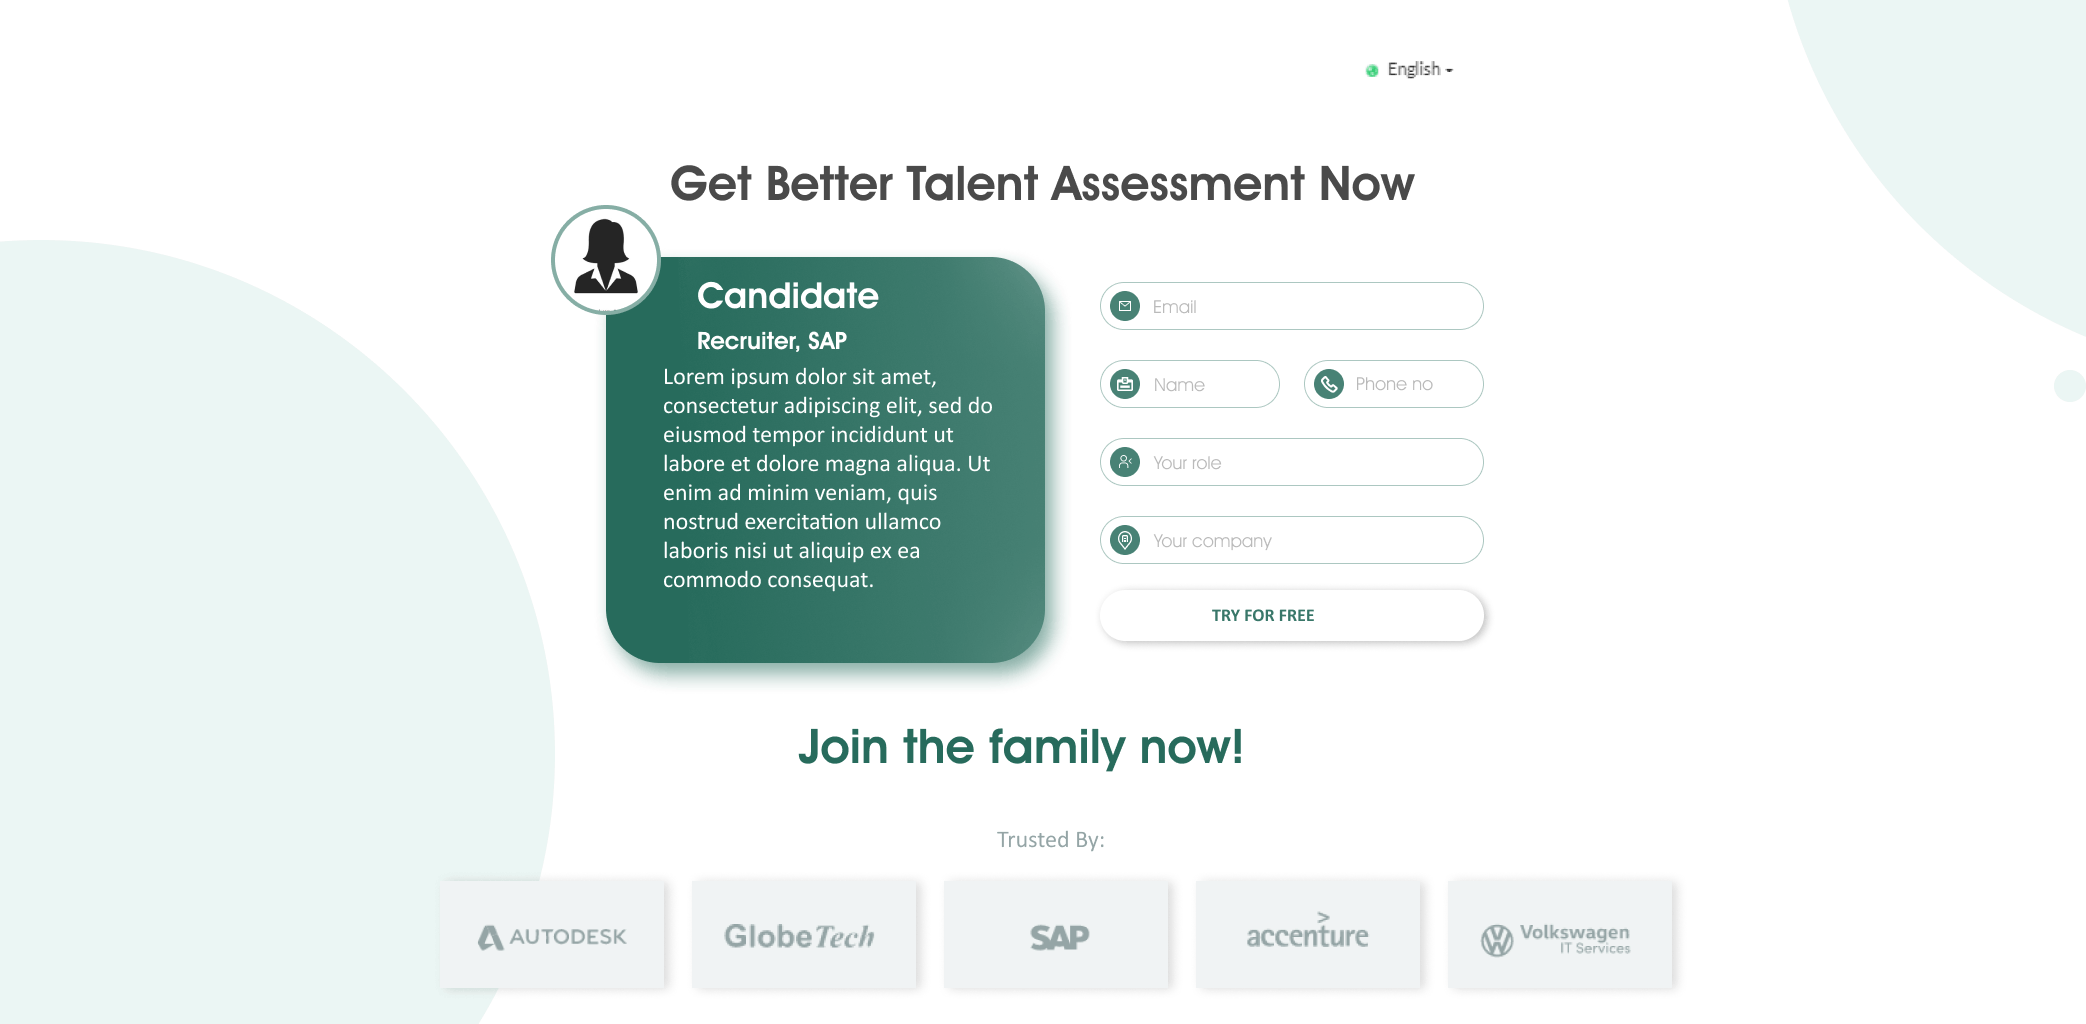 English
Get Better Talent Assessment Now
Candidate
Recruiter, SAP
Lorem ipsum dolor sit amet,
consectetur adipiscing elit, sed do
eiusmod tempor incididunt ut
labore et dolore magna aliqua. Ut
enim ad minim veniam, quis
nostrud exercitation ullamco
laboris nisi ut aliquip ex ea
commodo consequat.
Email
Name
Phone no
Your role
Your company
TRY FOR FREE
Join the family now!
Trusted By:
AUTODESK
GlobeTech
SAP
accenture
Volkswagen
IT Services